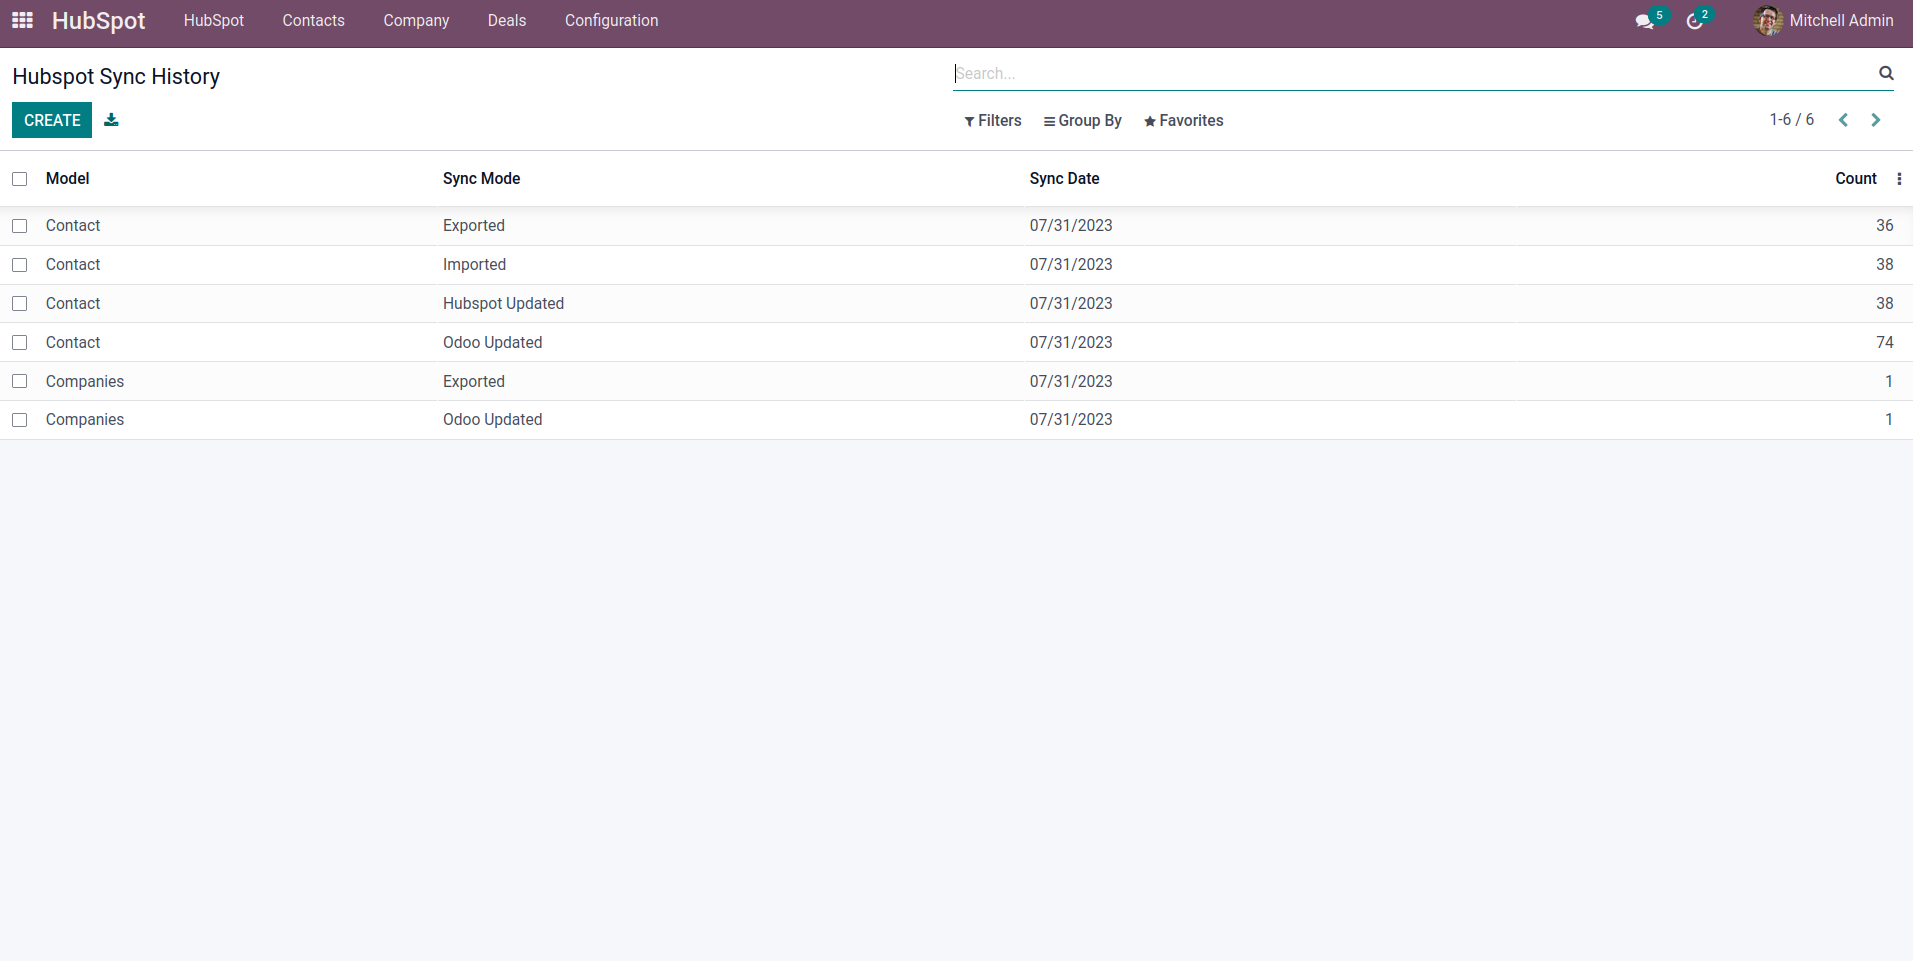 HubSpot HubSpot Contacts Company Deals Configuration 5 2 Mitchell Admin
Hubspot Sync History Search...
CREATE Filters Group By Favorites 1-6 / 6
Model Sync Mode Sync Date Count
Contact Exported 07/31/2023 36
Contact Imported 07/31/2023 38
Contact Hubspot Updated 07/31/2023 38
Contact Odoo Updated 07/31/2023 74
Companies Exported 07/31/2023 1
Companies Odoo Updated 07/31/2023 1